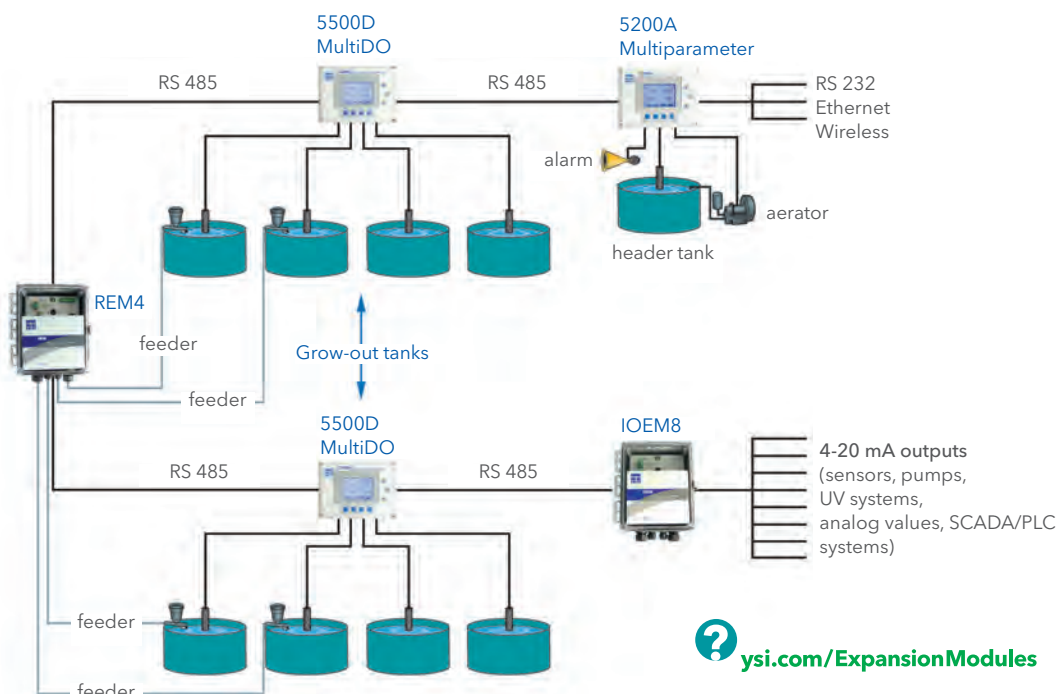 5500D
MultiDO
5200A
Multiparameter
RS 485
RS 485
RS 232
Ethernet
Wireless
alarm
aerator
header tank
REM4
feeder
Grow-out tanks
feeder
5500D
MultiDO
IOEM8
RS 485
RS 485
4-20 mA outputs
(sensors, pumps,
UV systems,
analog values, SCADA/PLC
systems)
feeder
? ysi.com/ExpansionModules
feeder